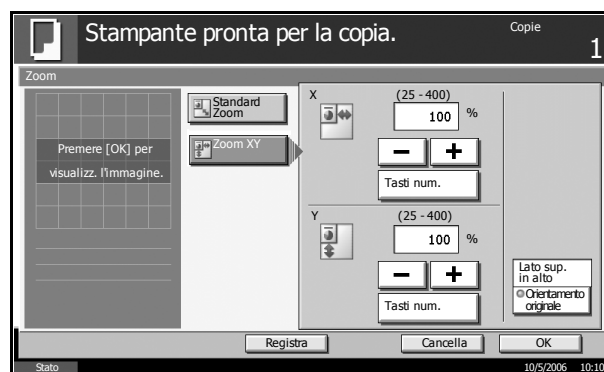 Stampante pronta per la copia.
Copie
1
Zoom
Premere [OK] per
visualizz. l'immagine.
Standard
Zoom
Zoom XY
X
(25 - 400)
100 %
Tasti num.
Y
(25 - 400)
100 %
Tasti num.
Lato sup.
in alto
Orientamento
originale
Registra
Cancella
OK
Stato
10/5/2006 10:10